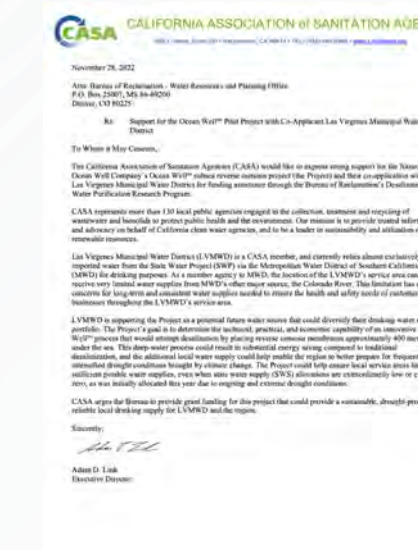 CASA
CALIFORNIA ASSOCIATION of SANITATION AGE
November 28, 2022
Attn: Bureau of Reclamation - Water Resources and Planning Office
P.O. Box 25007, MS 86-69200
Denver, CO 80225
Re: Support for the Ocean Well™ Pilot Project with Co-Applicant Las Virgenes Municipal Wate
District
To Whom it May Concern,
The California Association of Sanitation Agencies (CASA) would like to express strong support for the
Ocean Well Company's Ocean Well™ subsea reverse osmosis project (the Project) and their co-application wi
Las Virgenes Municipal Water District for funding assistance through the Bureau of Reclamation's Desalinati
Water Purification Research Program.
CASA represents more than 130 local public agencies engaged in the collection, treatment and recycling of
wastewater and biosolids to protect public health and the environment. Our mission is to provide trusted infor
and advocacy on behalf of California clean water agencies, and to be a leader in sustainability and utilization o
renewable resources.
Las Virgenes Municipal Water District (LVMWD) is a CASA member, and currently relies almost exclusively
imported water from the State Water Project (SWP) via the Metropolitan Water District of Southern California
(MWD) for drinking purposes. As a member agency to MWD, the location of the LVMWD's service area can
receive very limited water supplies from MWD's other major source, the Colorado River. This limitation has
concerns for long-term and consistent water supplies needed to ensure the health and safety needs of customer
businesses throughout the LVMWD's service area.
LVMWD is supporting the Project as a potential future water source that could diversify their drinking water
portfolio. The Project's goal is to determine the technical, practical, and economic capability of an innovative
Well™ process that would attempt desalination by placing reverse osmosis membranes approximately 400 met
under the sea. This deep-water process could result in substantial energy saving compared to traditional
desalination, and the additional local water supply could help enable the region to better prepare for frequent
intensified drought conditions brought by climate change. The Project could help ensure local service areas ha
sufficient potable water supplies, even when state water supply (SWS) allocations are extraordinarily low or e
zero, as was initially allocated this year due to ongoing and extreme drought conditions.
CASA urges the Bureau to provide grant funding for this project that could provide a sustainable, drought-pro
reliable local drinking supply for LVMWD and the region.
Sincerely,
Adam D. Link
Executive Director